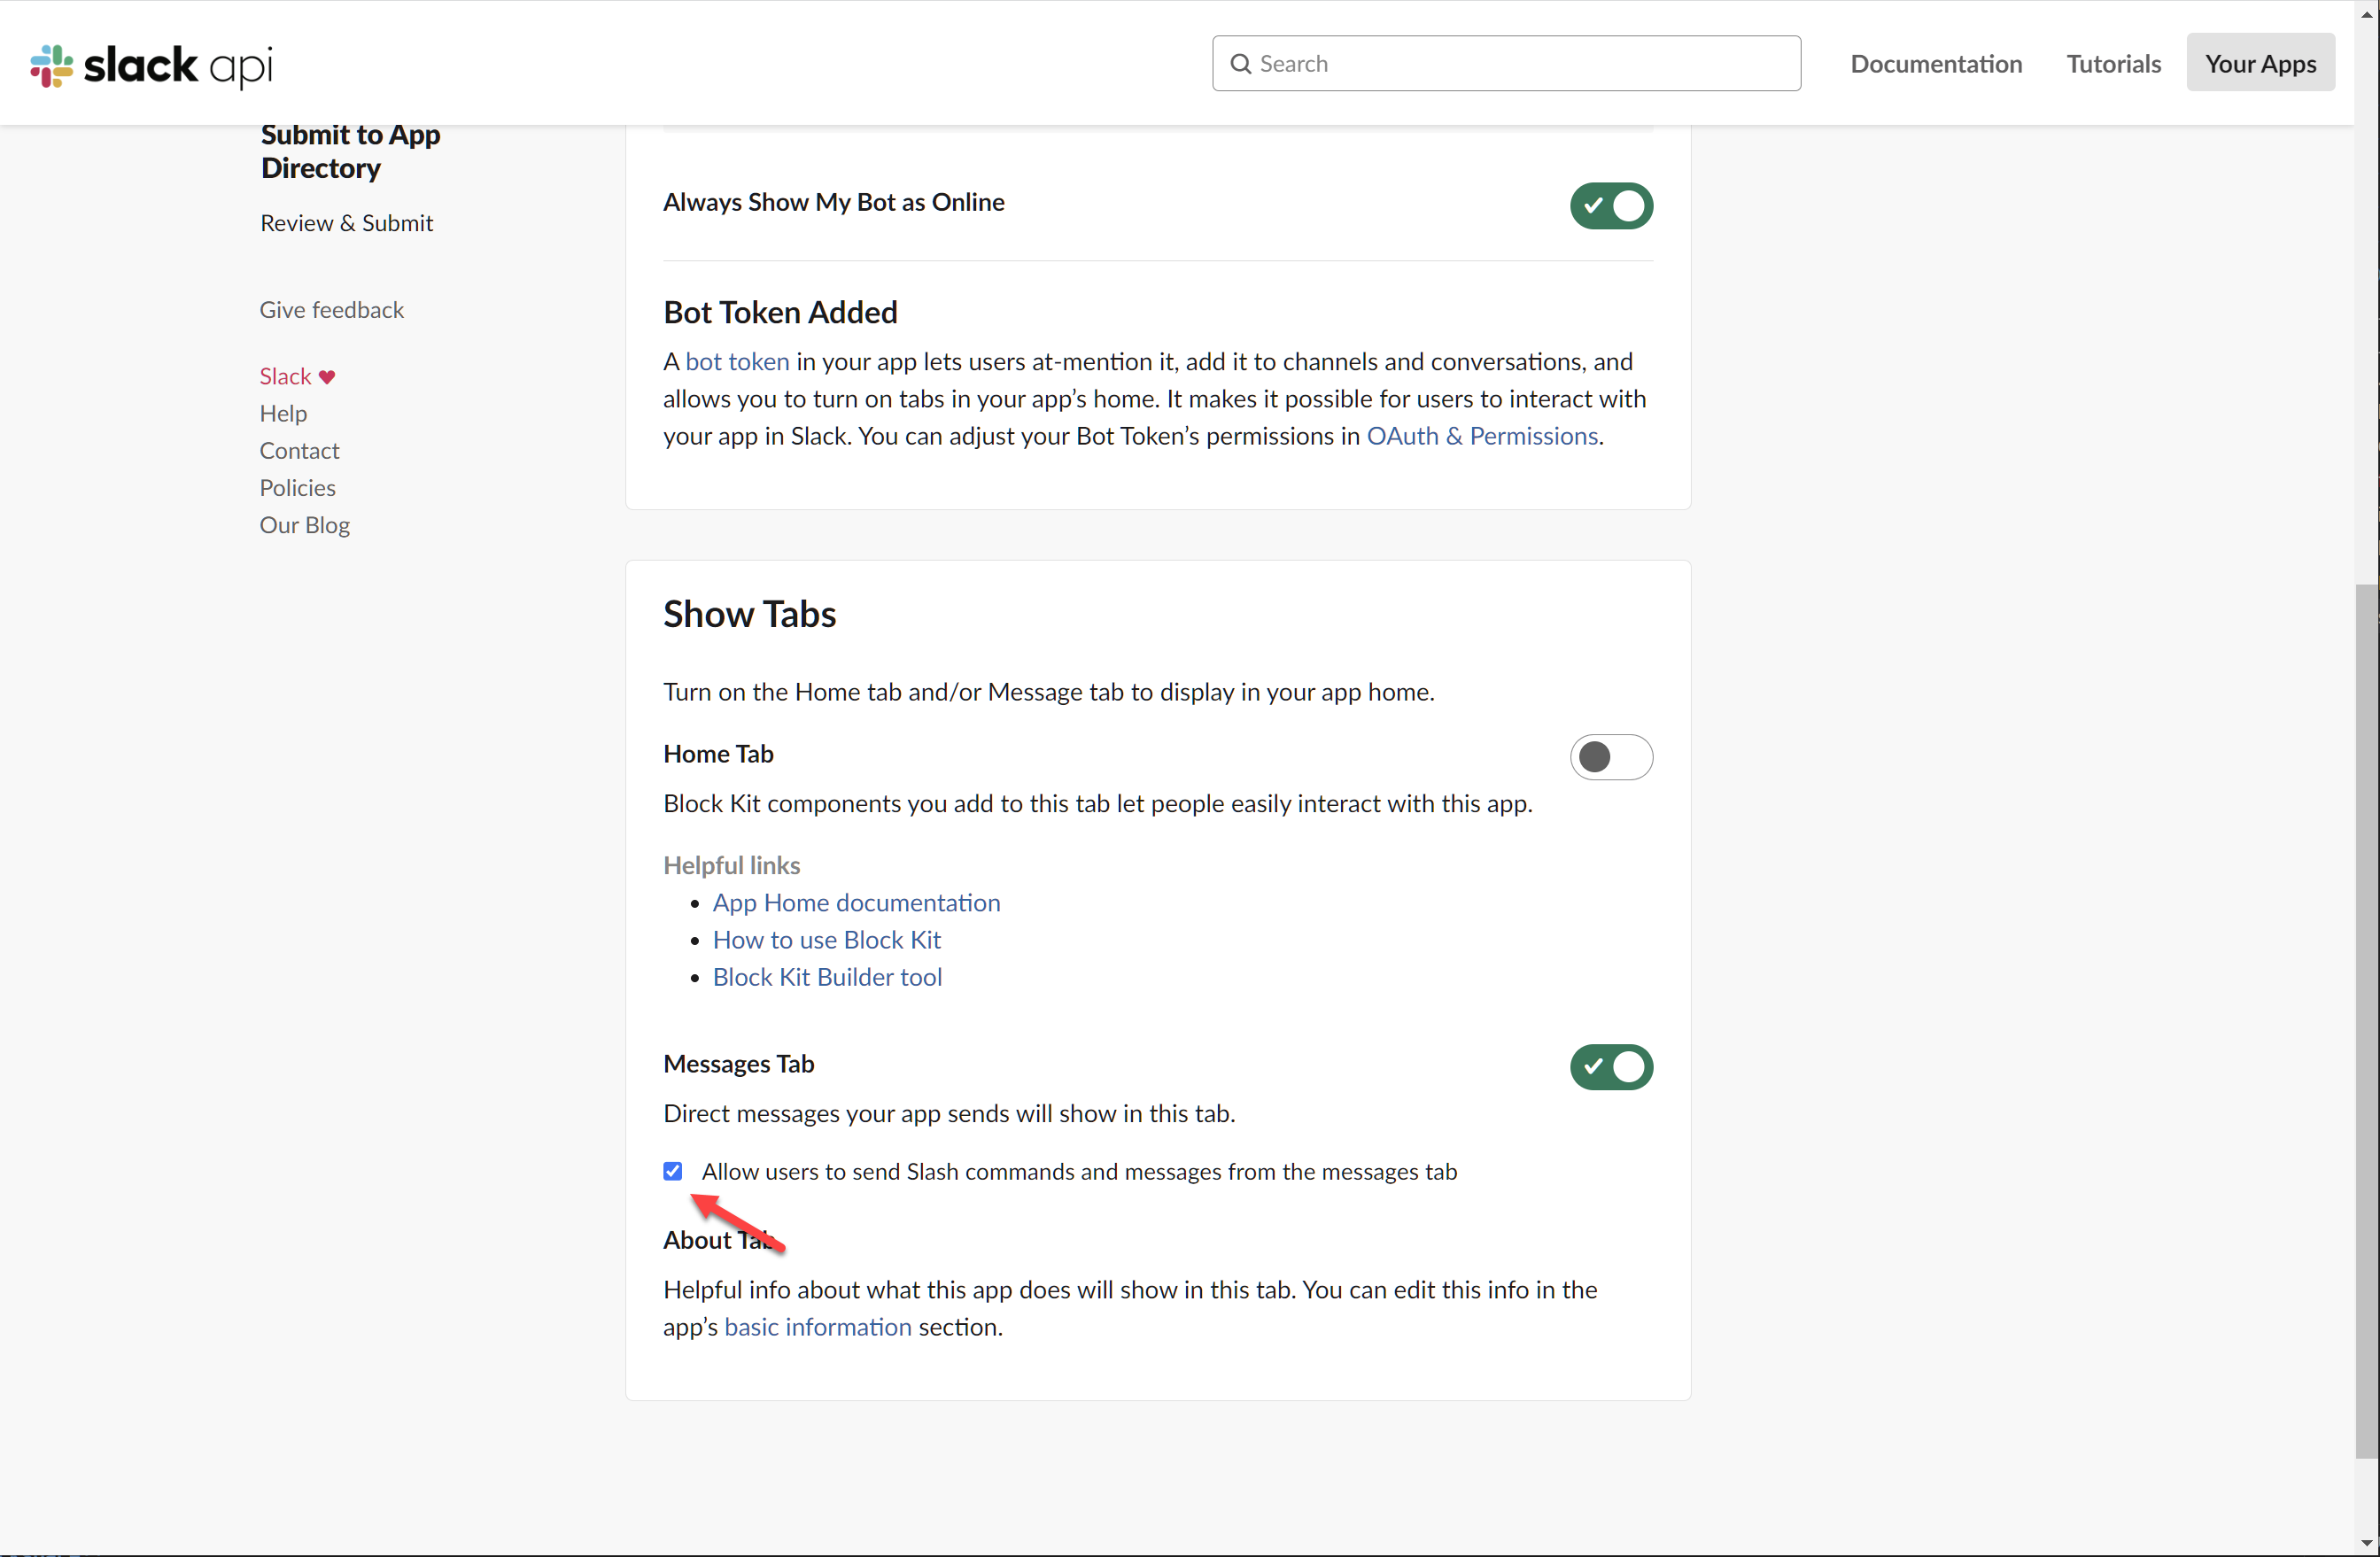 slack api
Search
Documentation
Tutorials
Your Apps
Submit to App
Directory
Review & Submit
Give feedback
Slack ♥
Help
Contact
Policies
Our Blog
Always Show My Bot as Online
Bot Token Added
A bot token in your app lets users at-mention it, add it to channels and conversations, and
allows you to turn on tabs in your app’s home. It makes it possible for users to interact with
your app in Slack. You can adjust your Bot Token’s permissions in OAuth & Permissions.
Show Tabs
Turn on the Home tab and/or Message tab to display in your app home.
Home Tab
Block Kit components you add to this tab let people easily interact with this app.
Helpful links
• App Home documentation
• How to use Block Kit
• Block Kit Builder tool
Messages Tab
Direct messages your app sends will show in this tab.
Allow users to send Slash commands and messages from the messages tab
About Tab
Helpful info about what this app does will show in this tab. You can edit this info in the
app’s basic information section.